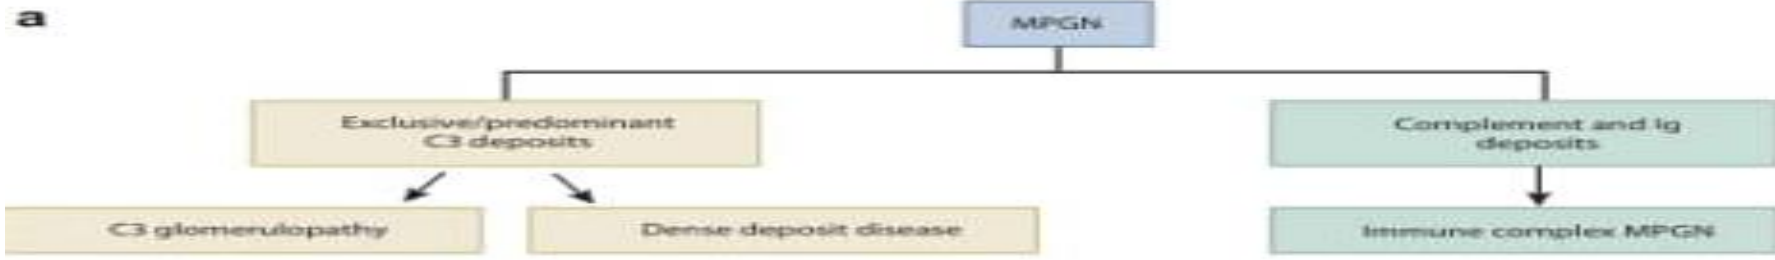 a
MPGN
Exclusive/predominant
C3 deposits
Complement and Ig
deposits
C3 glomerulopathy
Dense deposit disease
Immune complex MPGN